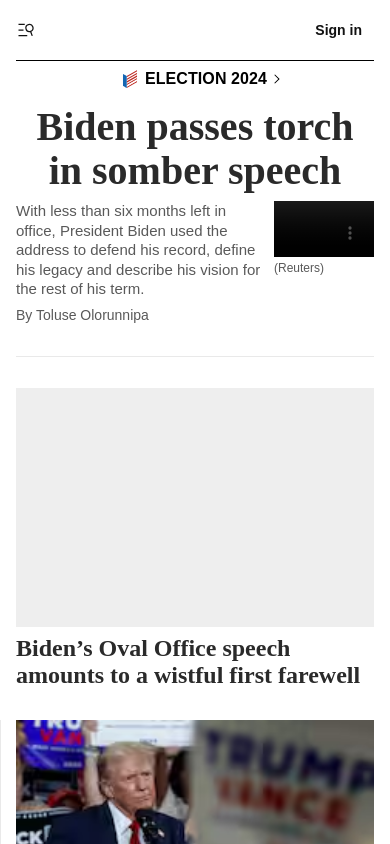 Sign in
ELECTION 2024
Biden passes torch
in somber speech
With less than six months left in
office, President Biden used the
address to defend his record, define
his legacy and describe his vision for
the rest of his term.
(Reuters)
By Toluse Olorunnipa
Biden’s Oval Office speech
amounts to a wistful first farewell
TRU
VAN
TRUMP
VANCE